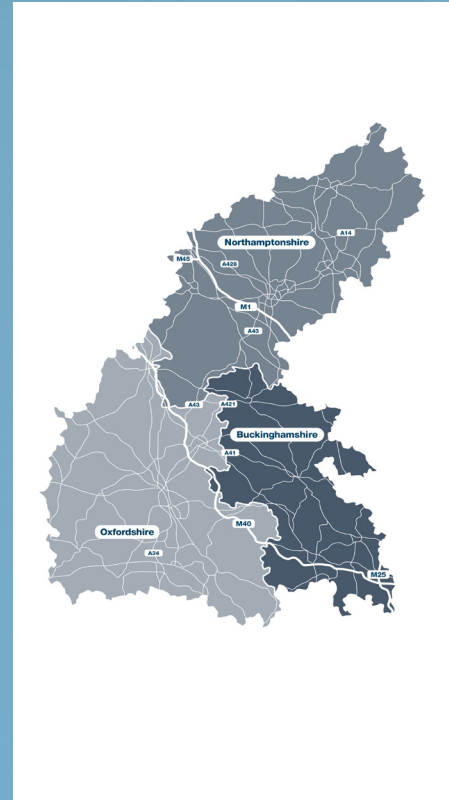 Northamptonshire
A14
M45
A428
M1
A43
A43
A421
Buckinghamshire
A41
M40
Oxfordshire
A34
M25